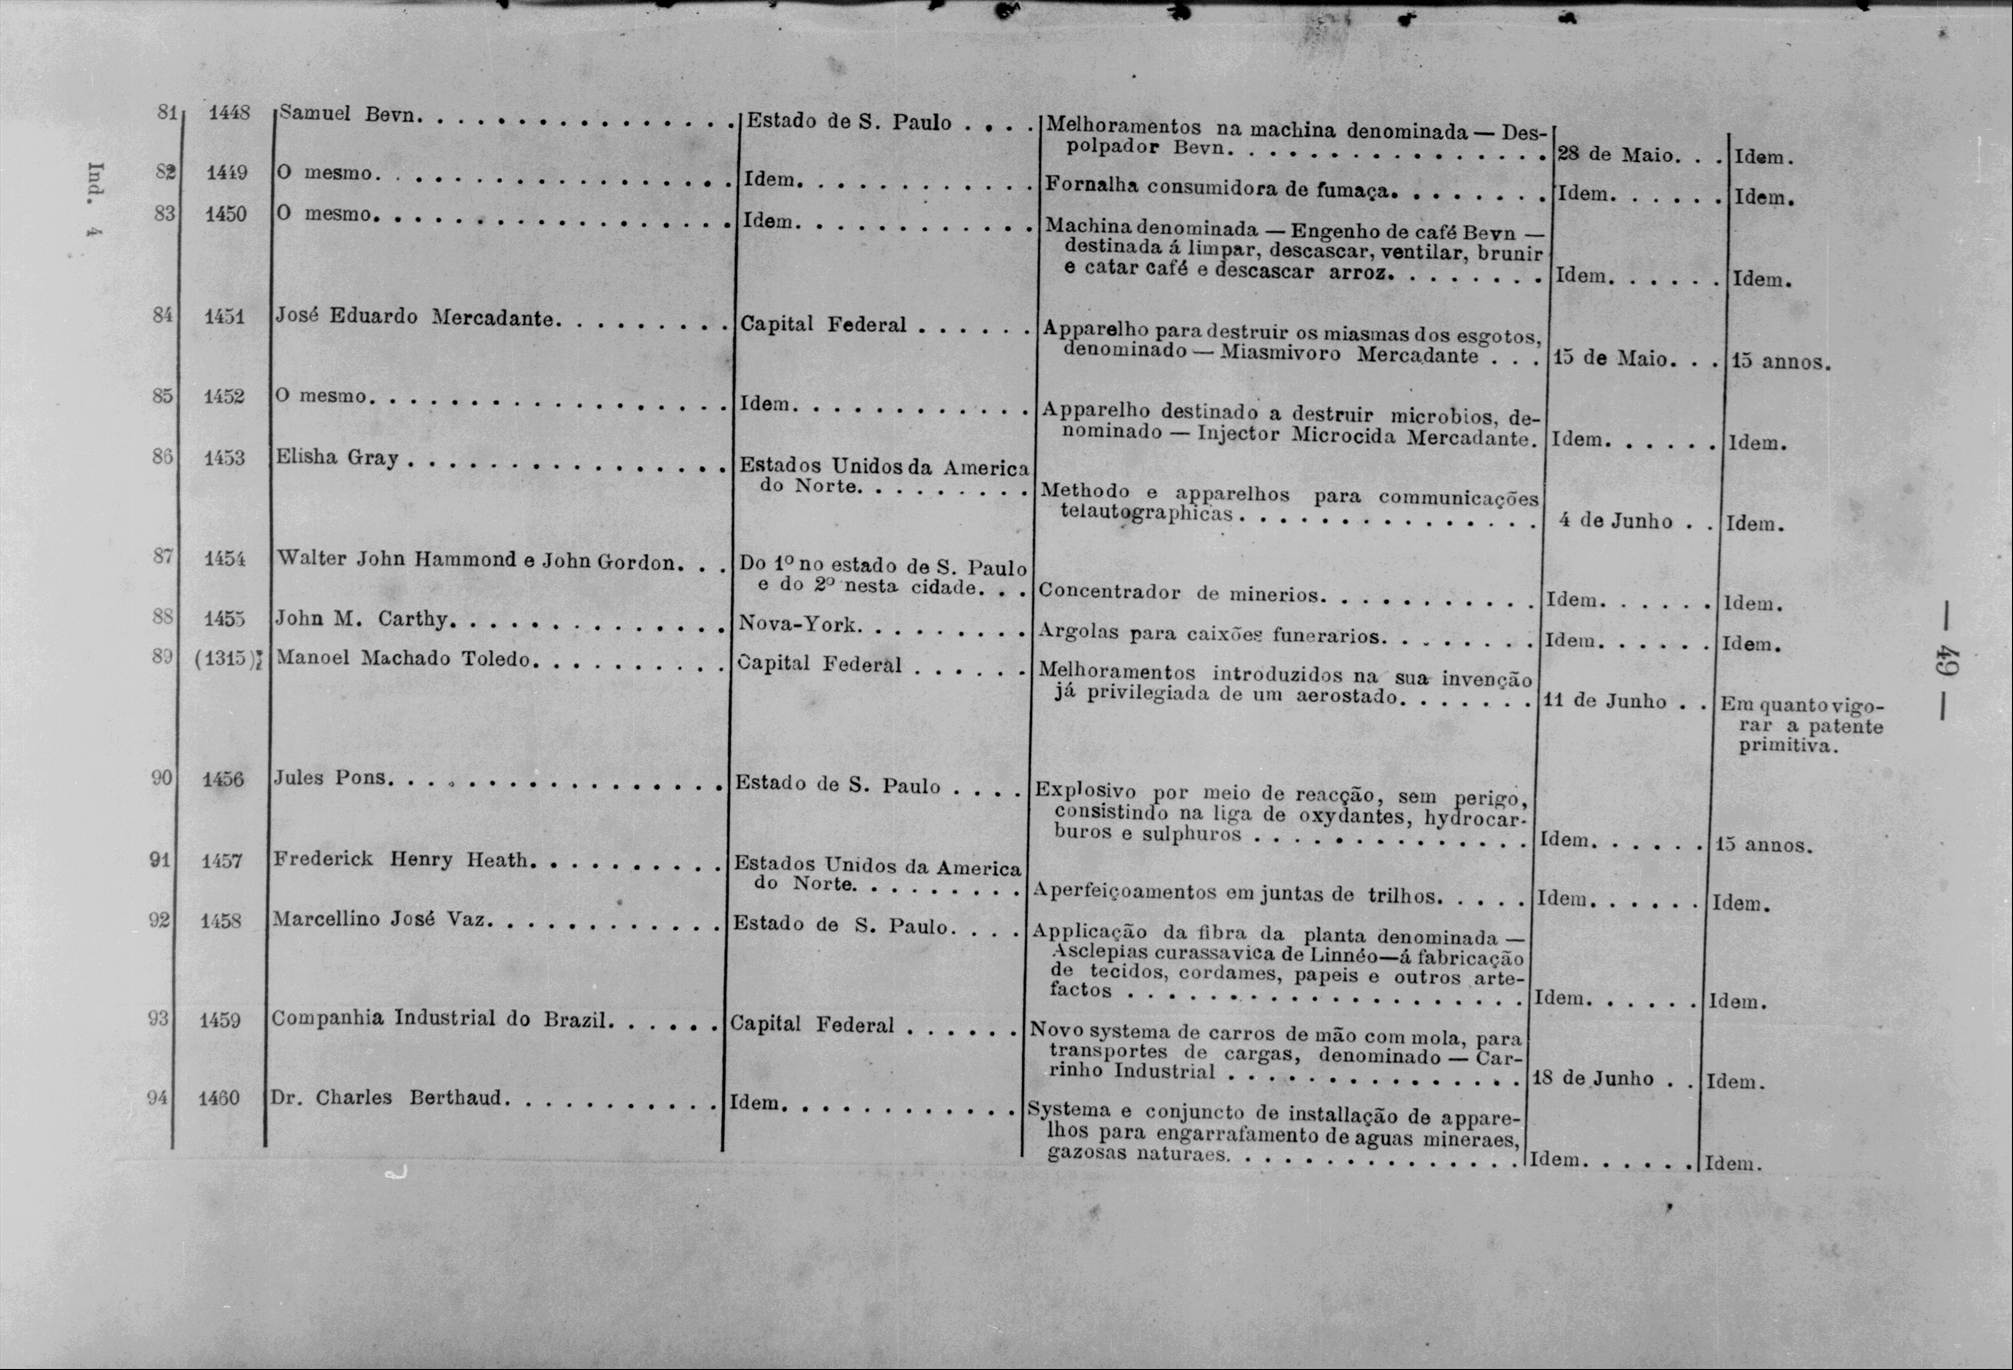 81 1448 Samuel Bevn. . . . . . . . . . . . . . . . Estado de S. Paulo . . . . Melhoramentos na machina denominada — Des-
polpador Bevn. . . . . . . . . . . . . . . . 28 de Maio. . . Idem.
82 1449 O mesmo. . . . . . . . . . . . . . . . . . Idem. . . . . . . . . . . . Fornalha consumidora de fumaça. . . . . . . . Idem. . . . . . Idem.
83 1450 O mesmo. . . . . . . . . . . . . . . . . . Idem. . . . . . . . . . . . Machina denominada — Engenho de café Bevn —
destinada á limpar, descascar, ventilar, brunir
e catar café e descascar arroz. . . . . . . . Idem. . . . . . Idem.
84 1451 José Eduardo Mercadante. . . . . . . . . Capital Federal . . . . . . Apparelho para destruir os miasmas dos esgotos,
denominado — Miasmivoro Mercadante . . . 15 de Maio. . . 15 annos.
85 1452 O mesmo. . . . . . . . . . . . . . . . . . Idem. . . . . . . . . . . . Apparelho destinado a destruir microbios, de-
nominado — Injector Microcida Mercadante. Idem. . . . . . Idem.
86 1453 Elisha Gray . . . . . . . . . . . . . . . . Estados Unidos da America
do Norte. . . . . . . . . Methodo e apparelhos para communicações
telautographicas . . . . . . . . . . . . . . . 4 de Junho . . Idem.
87 1454 Walter John Hammond e John Gordon. . . Do 1º no estado de S. Paulo
e do 2º nesta cidade. . . Concentrador de minerios. . . . . . . . . . . Idem. . . . . . Idem.
88 1455 John M. Carthy. . . . . . . . . . . . . . Nova-York. . . . . . . . . Argolas para caixões funerarios. . . . . . . . Idem. . . . . . Idem.
89 (1315) Manoel Machado Toledo. . . . . . . . . . Capital Federal . . . . . . Melhoramentos introduzidos na sua invenção
já privilegiada de um aerostado. . . . . . . 11 de Junho . . Em quanto vigo-
rar a patente
primitiva.
90 1456 Jules Pons. . . . . . . . . . . . . . . . . Estado de S. Paulo . . . . Explosivo por meio de reacção, sem perigo,
consistindo na liga de oxydantes, hydrocar-
buros e sulphuros . . . . . . . . . . . . . . Idem. . . . . . 15 annos.
91 1457 Frederick Henry Heath. . . . . . . . . . Estados Unidos da America
do Norte. . . . . . . . . Aperfeiçoamentos em juntas de trilhos. . . . . Idem. . . . . . Idem.
92 1458 Marcellino José Vaz. . . . . . . . . . . . Estado de S. Paulo. . . . Applicação da fibra da planta denominada —
Asclepias curassavica de Linnéo—á fabricação
de tecidos, cordames, papeis e outros arte-
factos . . . . . . . . . . . . . . . . . . . . Idem. . . . . . Idem.
93 1459 Companhia Industrial do Brazil. . . . . . Capital Federal . . . . . . Novo systema de carros de mão com mola, para
transportes de cargas, denominado — Car-
rinho Industrial . . . . . . . . . . . . . . . 18 de Junho . . Idem.
94 1460 Dr. Charles Berthaud. . . . . . . . . . . Idem. . . . . . . . . . . . Systema e conjuncto de installação de appare-
lhos para engarrafamento de aguas mineraes,
gazosas naturaes. . . . . . . . . . . . . . . Idem. . . . . . Idem.
Ind. 4
— 49 —